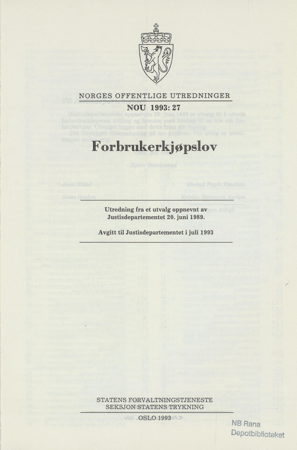 NORGES OFFENTLIGE UTREDNINGER
NOU 1993: 27
Forbrukerkjøpslov
Utredning fra et utvalg oppnevnt av
Justisdepartementet 20. juni 1989.
Avgitt til Justisdepartementet i juli 1993
STATENS FORVALTNINGSTJENESTE
SEKSJON STATENS TRYKNING
OSLO 1993
NB Rana
Depotbiblioteket